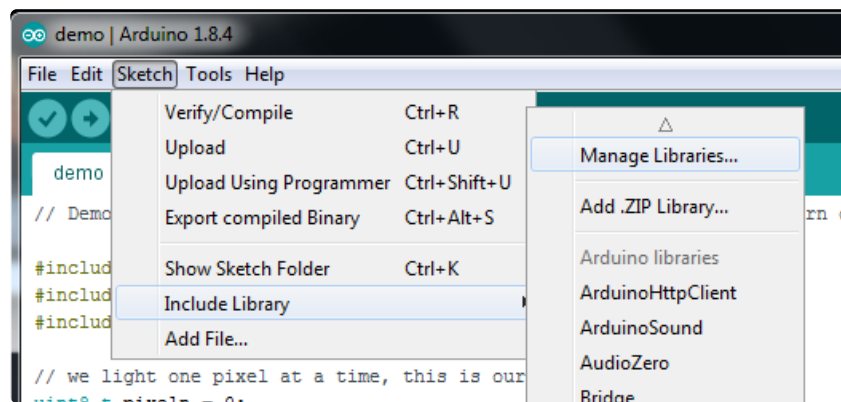 demo | Arduino 1.8.4
File Edit Sketch Tools Help
Verify/Compile Ctrl+R
Upload Ctrl+U
Upload Using Programmer Ctrl+Shift+U
Export compiled Binary Ctrl+Alt+S
Show Sketch Folder Ctrl+K
Include Library
Add File...
Manage Libraries...
Add .ZIP Library...
Arduino libraries
ArduinoHttpClient
ArduinoSound
AudioZero
Bridge
demo
// Demo
#includ
#includ
#includ
// we light one pixel at a time, this is our